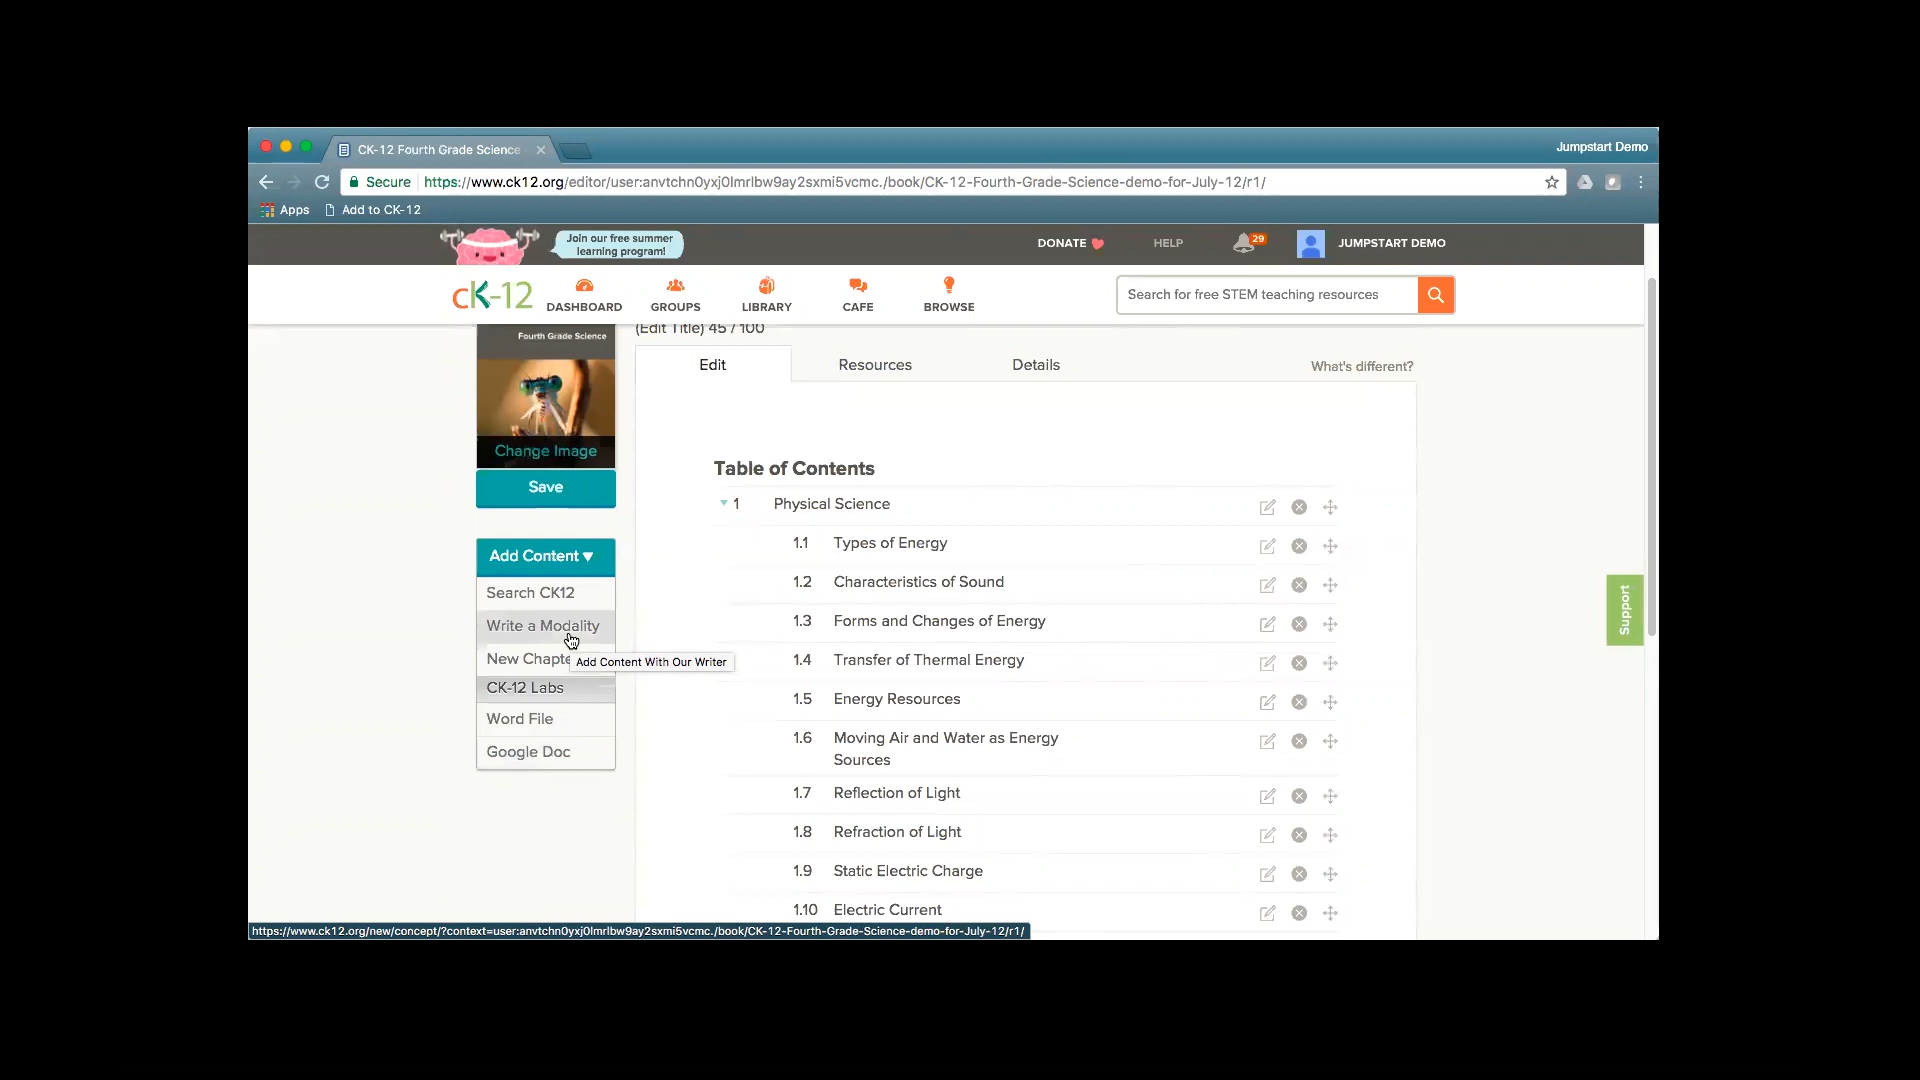 CK-12 Fourth Grade Science
Jumpstart Demo
Secure
https://www.ck12.org/editor/user:anvtchn0yxj0lmrlbw9ay2sxmi5vcmc./book/CK-12-Fourth-Grade-Science-demo-for-July-12/r1/
Apps
Add to CK-12
Join our free summer
learning program!
DONATE
HELP
29
JUMPSTART DEMO
cK-12
DASHBOARD
GROUPS
LIBRARY
CAFE
BROWSE
Search for free STEM teaching resources
Fourth Grade Science
(Edit Title) 45 / 100
Edit
Resources
Details
What's different?
Change Image
Save
Add Content ▼
Search CK12
Write a Modality
New Chapte
Add Content With Our Writer
CK-12 Labs
Word File
Google Doc
Table of Contents
1 Physical Science
1.1 Types of Energy
1.2 Characteristics of Sound
1.3 Forms and Changes of Energy
1.4 Transfer of Thermal Energy
1.5 Energy Resources
1.6 Moving Air and Water as Energy
Sources
1.7 Reflection of Light
1.8 Refraction of Light
1.9 Static Electric Charge
1.10 Electric Current
Support
https://www.ck12.org/new/concept/?context=user:anvtchn0yxj0lmrlbw9ay2sxmi5vcmc./book/CK-12-Fourth-Grade-Science-demo-for-July-12/r1/